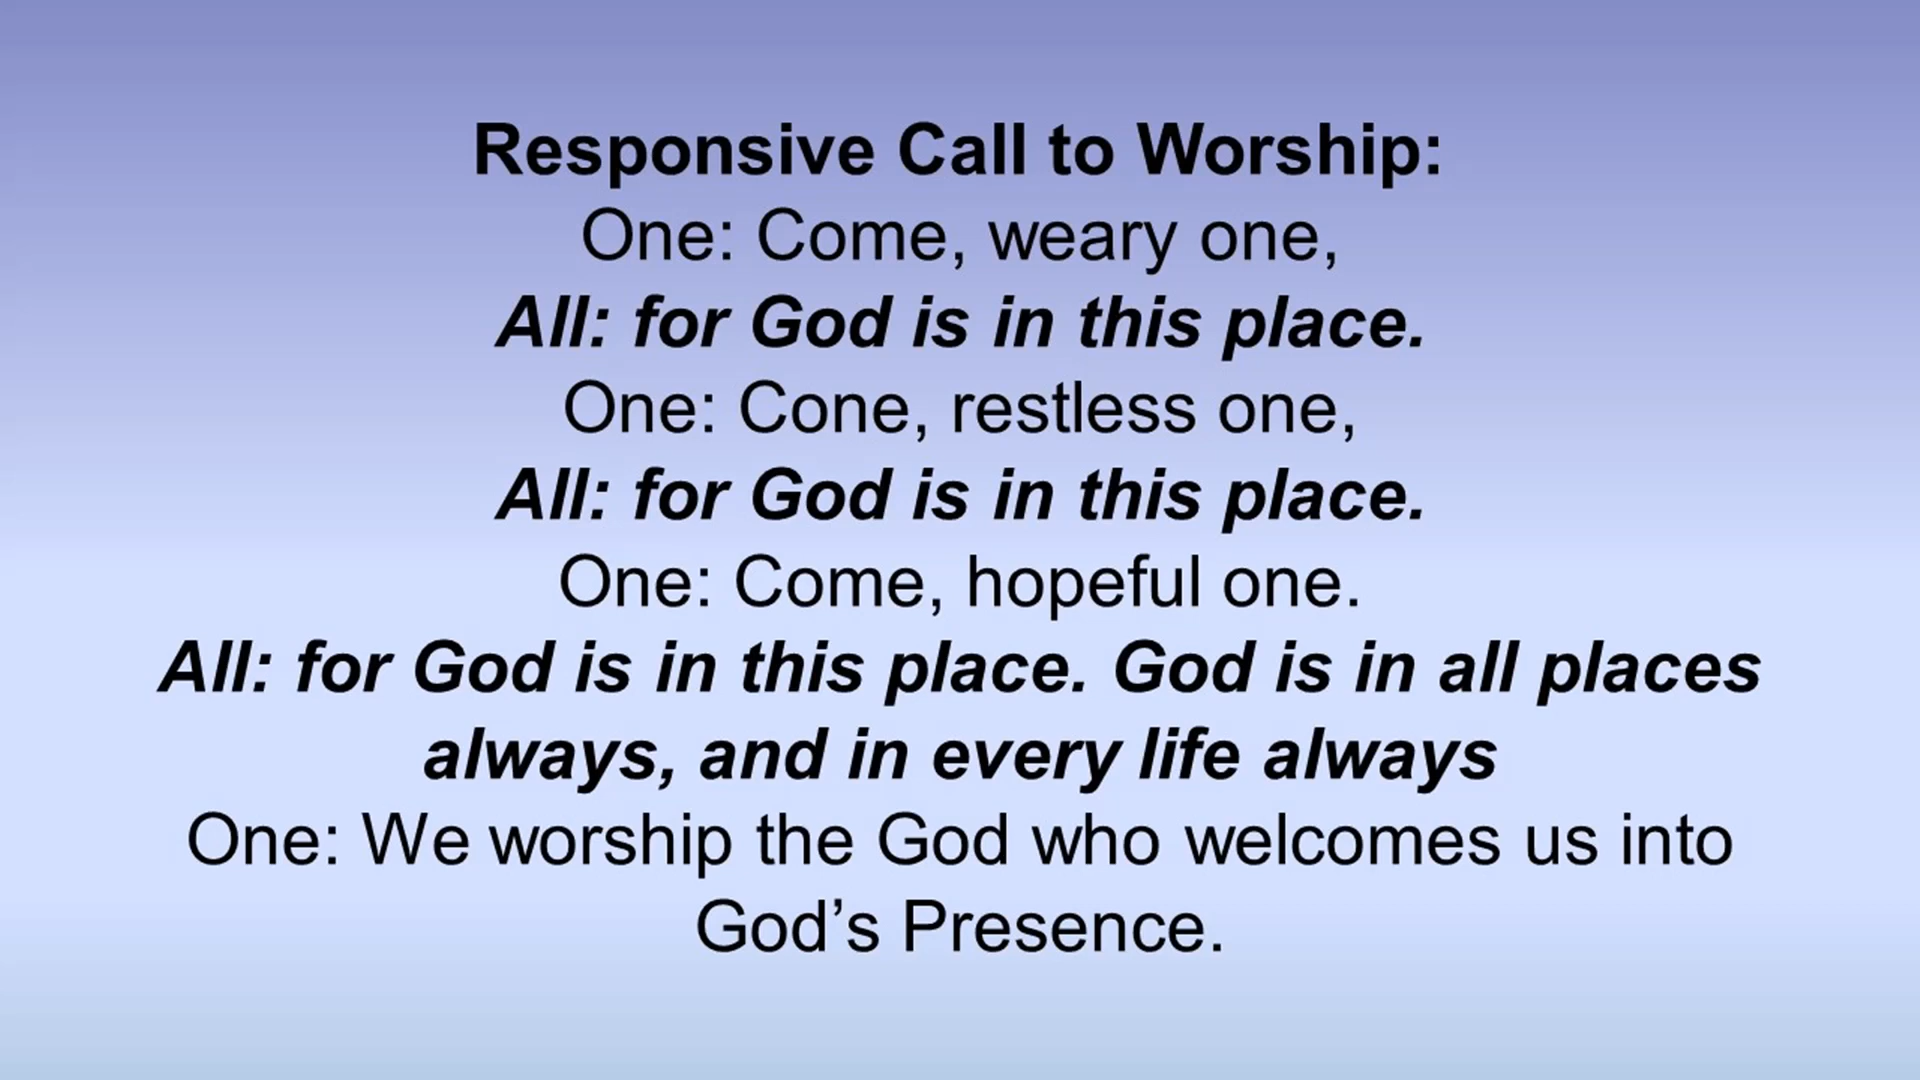 Responsive Call to Worship:
One: Come, weary one,
All: for God is in this place.
One: Cone, restless one,
All: for God is in this place.
One: Come, hopeful one.
All: for God is in this place. God is in all places
always, and in every life always
One: We worship the God who welcomes us into
God’s Presence.